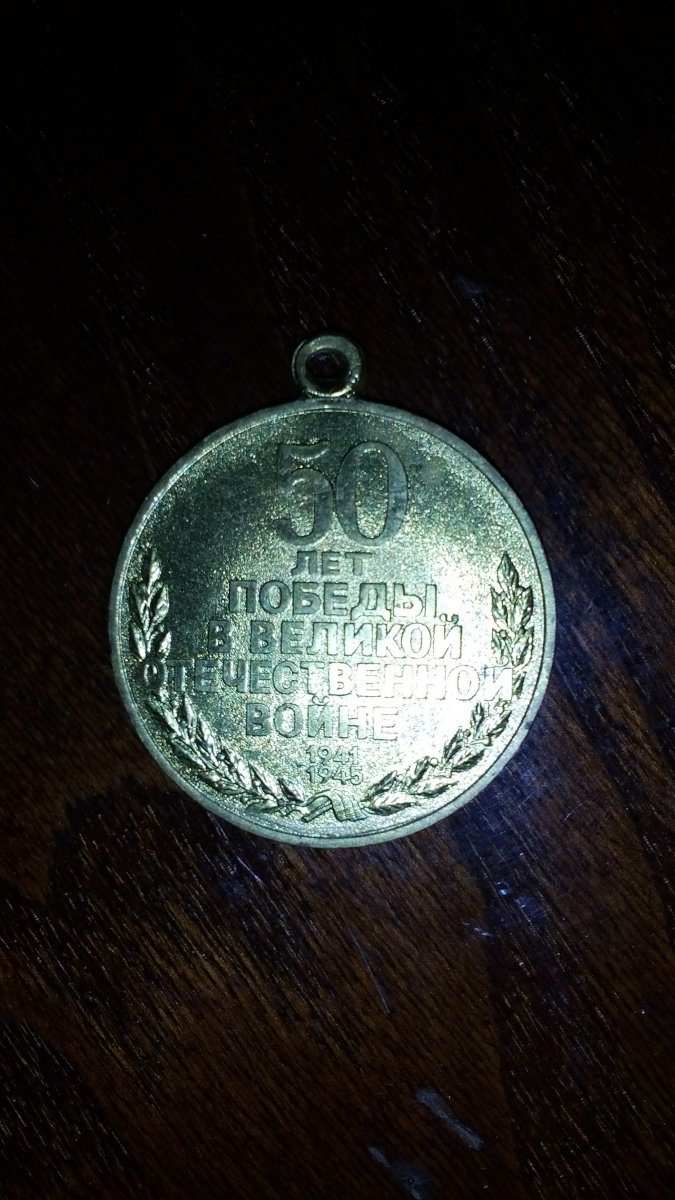 50
ЛЕТ
ПОБЕДЫ
В ВЕЛИКОЙ
ОТЕЧЕСТВЕННОЙ
ВОЙНЕ
1941
1945